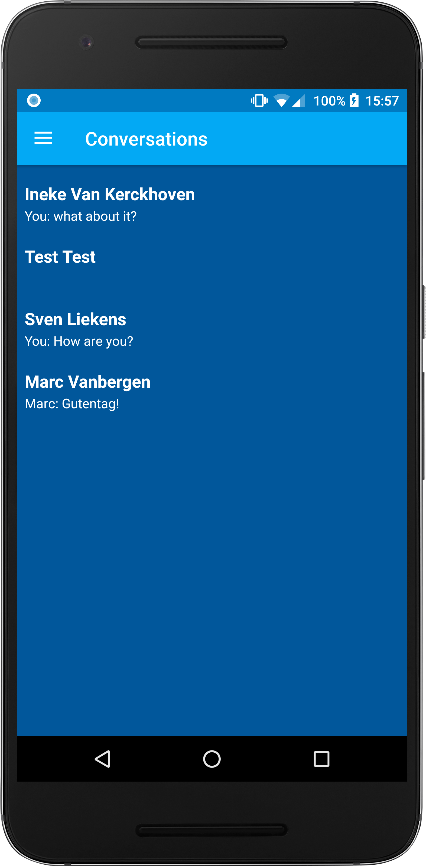 100% 15:57
Conversations
Ineke Van Kerckhoven
You: what about it?
Test Test
Sven Liekens
You: How are you?
Marc Vanbergen
Marc: Gutentag!